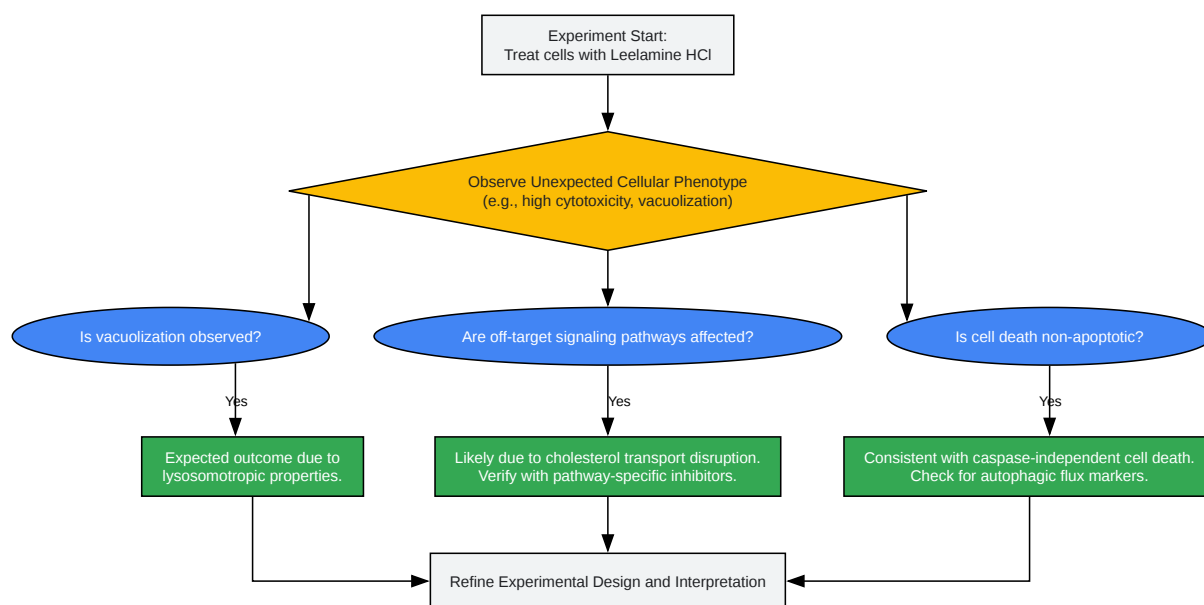 Experiment Start:
Treat cells with Leelamine HCl
Observe Unexpected Cellular Phenotype
(e.g., high cytotoxicity, vacuolization)
Is vacuolization observed?
Are off-target signaling pathways affected?
Is cell death non-apoptotic?
Yes
Yes
Yes
Expected outcome due to
lysosomotropic properties.
Likely due to cholesterol transport disruption.
Verify with pathway-specific inhibitors.
Consistent with caspase-independent cell death.
Check for autophagic flux markers.
Refine Experimental Design and Interpretation